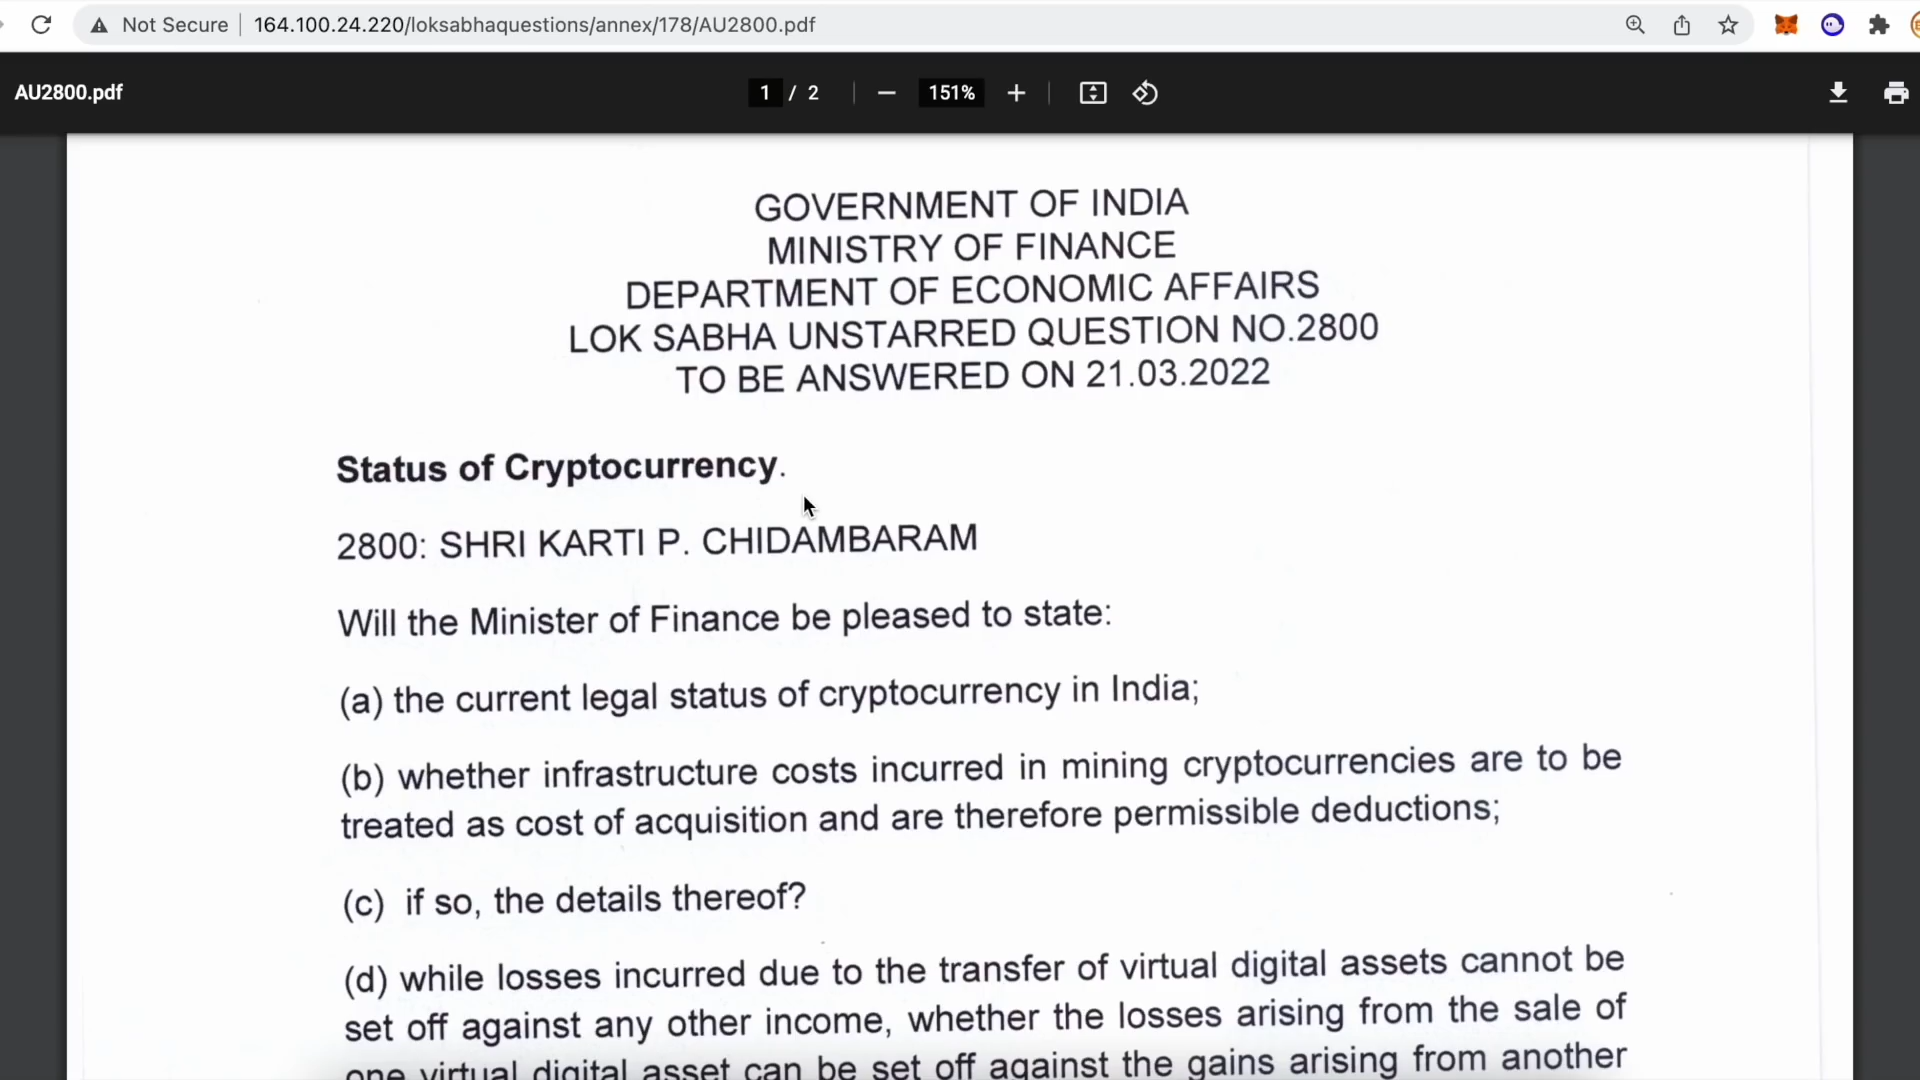 Not Secure | 164.100.24.220/loksabhaquestions/annex/178/AU2800.pdf
AU2800.pdf
1 / 2
151%
GOVERNMENT OF INDIA
MINISTRY OF FINANCE
DEPARTMENT OF ECONOMIC AFFAIRS
LOK SABHA UNSTARRED QUESTION NO.2800
TO BE ANSWERED ON 21.03.2022
Status of Cryptocurrency.
2800: SHRI KARTI P. CHIDAMBARAM
Will the Minister of Finance be pleased to state:
(a) the current legal status of cryptocurrency in India;
(b) whether infrastructure costs incurred in mining cryptocurrencies are to be
treated as cost of acquisition and are therefore permissible deductions;
(c) if so, the details thereof?
(d) while losses incurred due to the transfer of virtual digital assets cannot be
set off against any other income, whether the losses arising from the sale of
one virtual digital asset can be set off against the gains arising from another